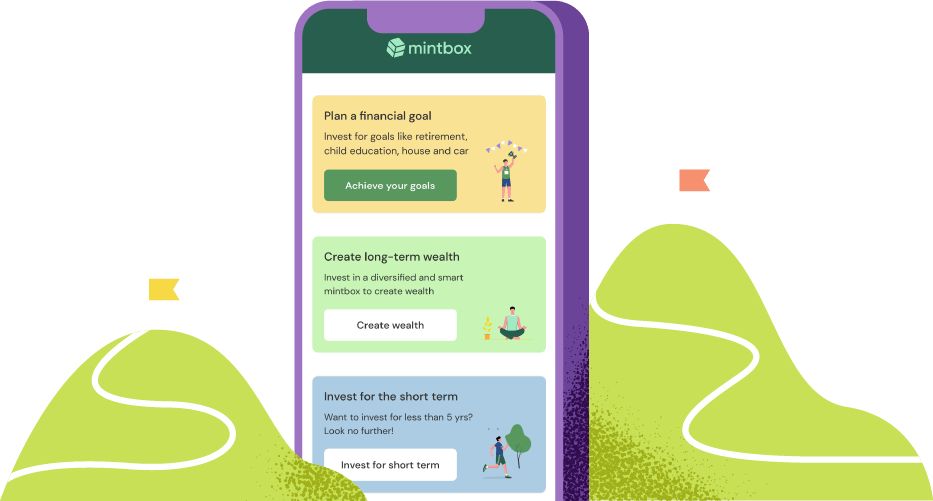 mintbox
Plan a financial goal
Invest for goals like retirement,
child education, house and car
Achieve your goals
Create long-term wealth
Invest in a diversified and smart
mintbox to create wealth
Create wealth
Invest for the short term
Want to invest for less than 5 yrs?
Look no further!
Invest for short term